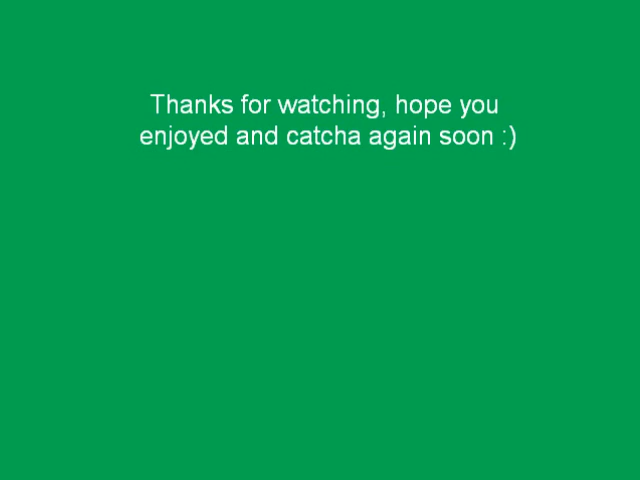 Thanks for watching, hope you
enjoyed and catcha again soon :)